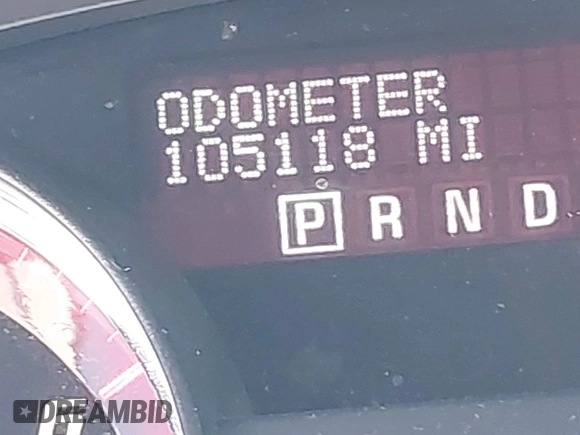 ODOMETER
105118 MI
P R N D
DREAMBID